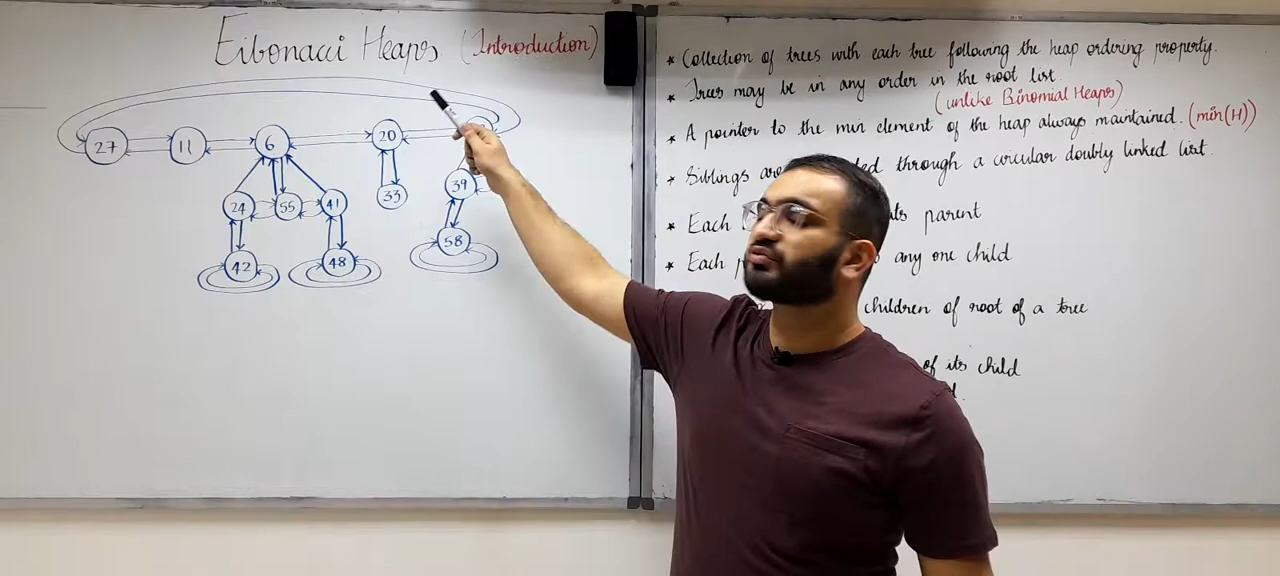 Fibonacci Heaps (Introduction)
27 11 6 20
24 55 41 33 39
42 48 58
* Collection of trees with each tree following the heap ordering property.
* Trees may be in any order in the root list.
(unlike Binomial Heaps)
* A pointer to the min element of the heap always maintained. (min(H))
* Siblings are through a circular doubly linked list.
* Each its parent
* Each any one child
children of root of a tree
of its child